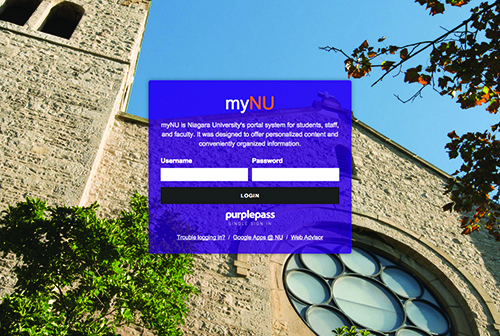 myNU
myNU is Niagara University's portal system for students, staff,
and faculty. It was designed to offer personalized content and
conveniently organized information.
Username Password
LOGIN
purplepass
SINGLE SIGN IN
Trouble logging in? / Google Apps @ NU / Web Advisor